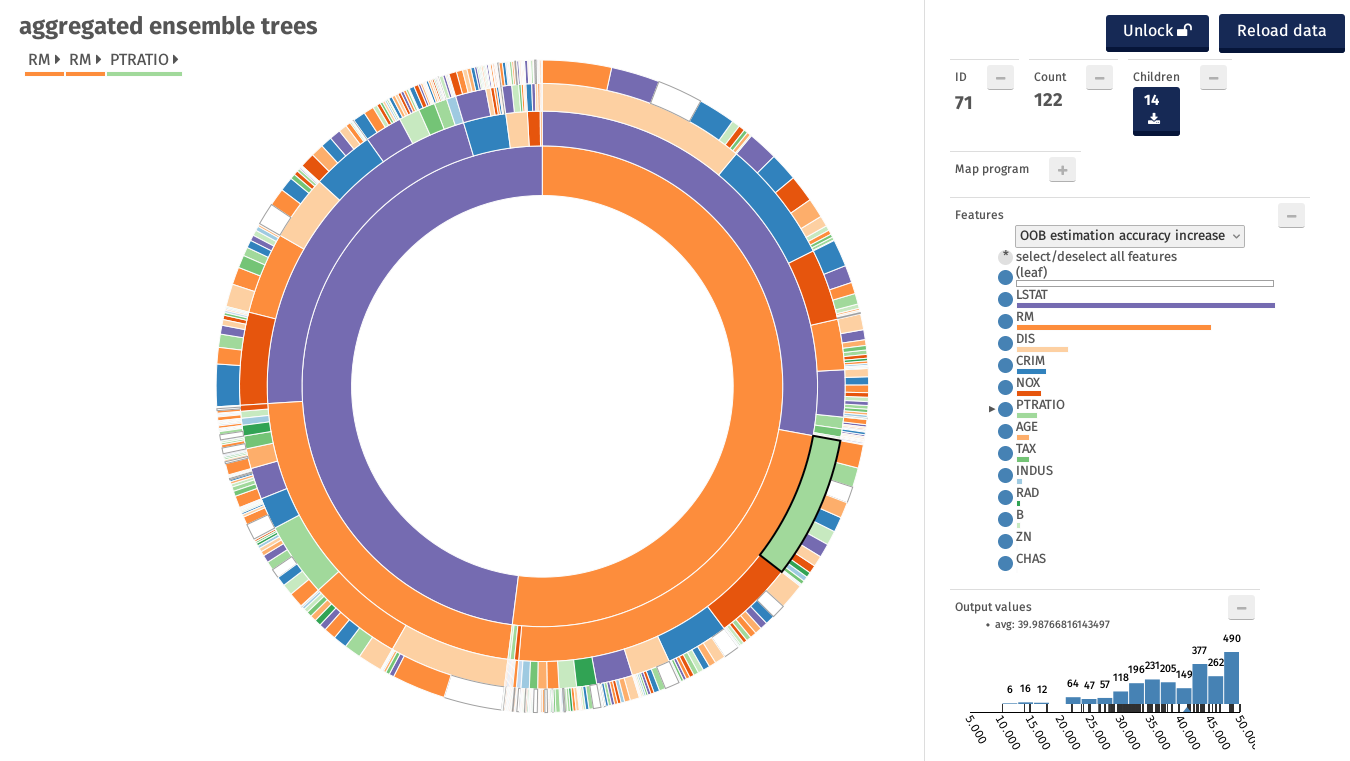 aggregated ensemble trees
RM RM PTRATIO
Unlock Reload data
ID Count Children
71 122 14
Map program
Features
OOB estimation accuracy increase
* select/deselect all features
(leaf)
LSTAT
RM
DIS
CRIM
NOX
PTRATIO
AGE
TAX
INDUS
RAD
B
ZN
CHAS
Output values
• avg: 39.98766816143497
6 16 12 64 47 57 118 196 231 205 149 377 262 490
5.000 10.000 15.000 20.000 25.000 30.000 35.000 40.000 45.000